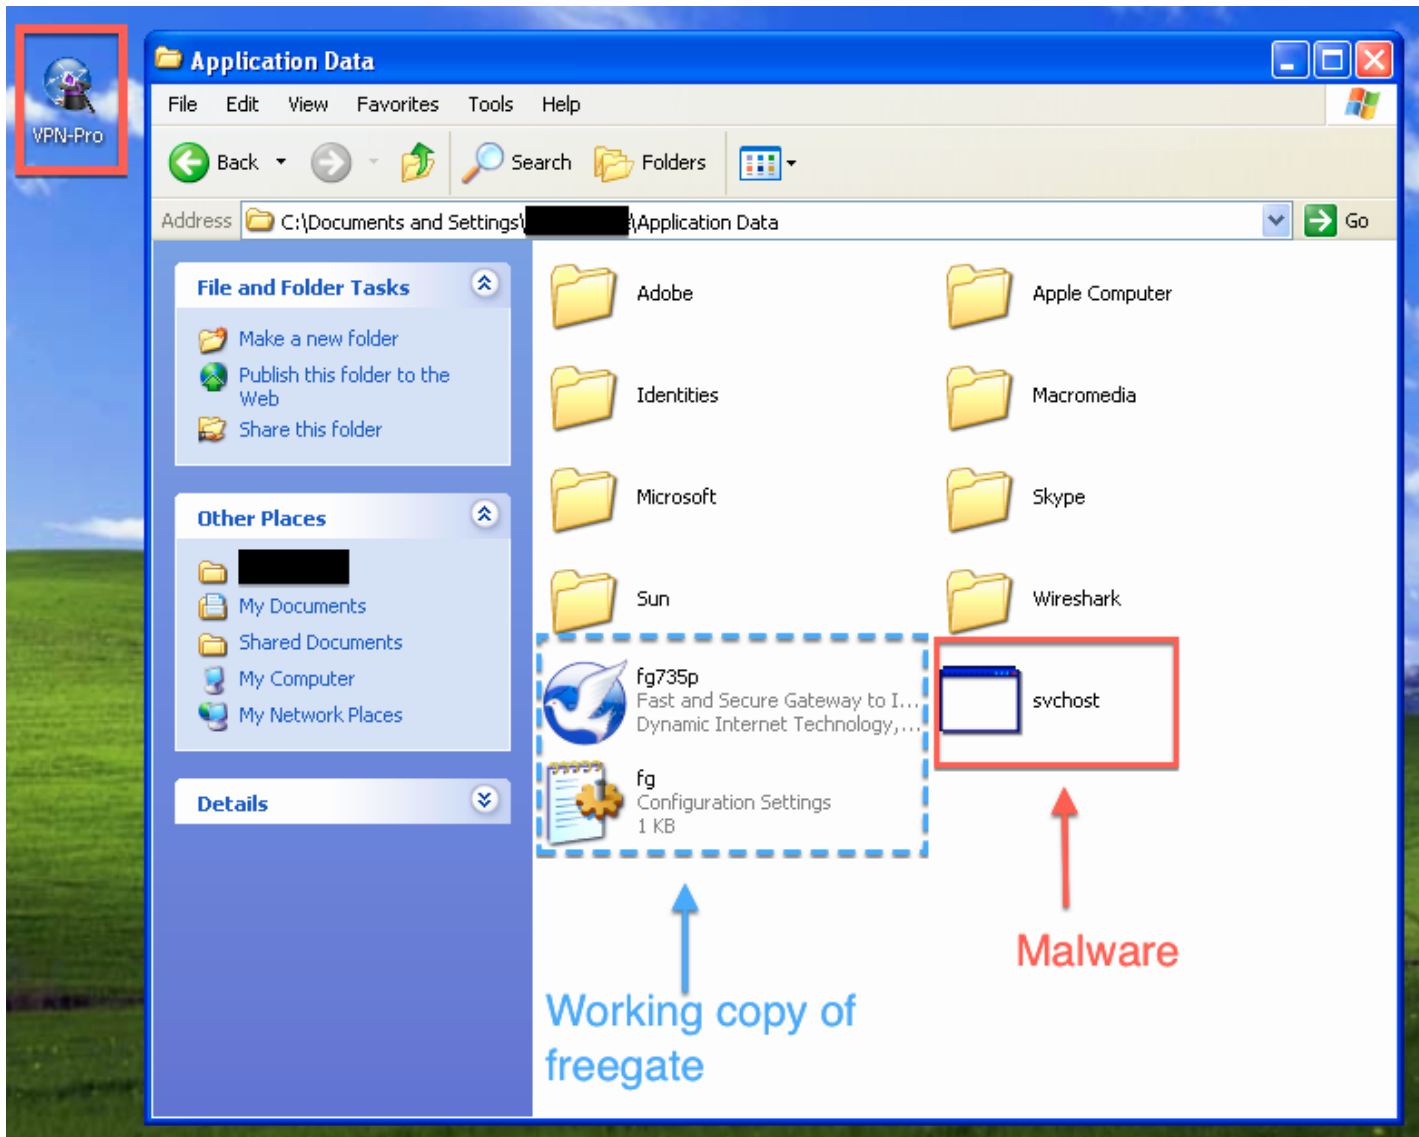 VPN-Pro
Application Data
File Edit View Favorites Tools Help
Back Search Folders
Address C:\Documents and Settings\ \Application Data Go
File and Folder Tasks
Make a new folder
Publish this folder to the
Web
Share this folder
Other Places
My Documents
Shared Documents
My Computer
My Network Places
Details
Adobe
Apple Computer
Identities
Macromedia
Microsoft
Skype
Sun
Wireshark
fg735p
Fast and Secure Gateway to I...
Dynamic Internet Technology,...
svchost
fg
Configuration Settings
1 KB
Working copy of
freegate
Malware